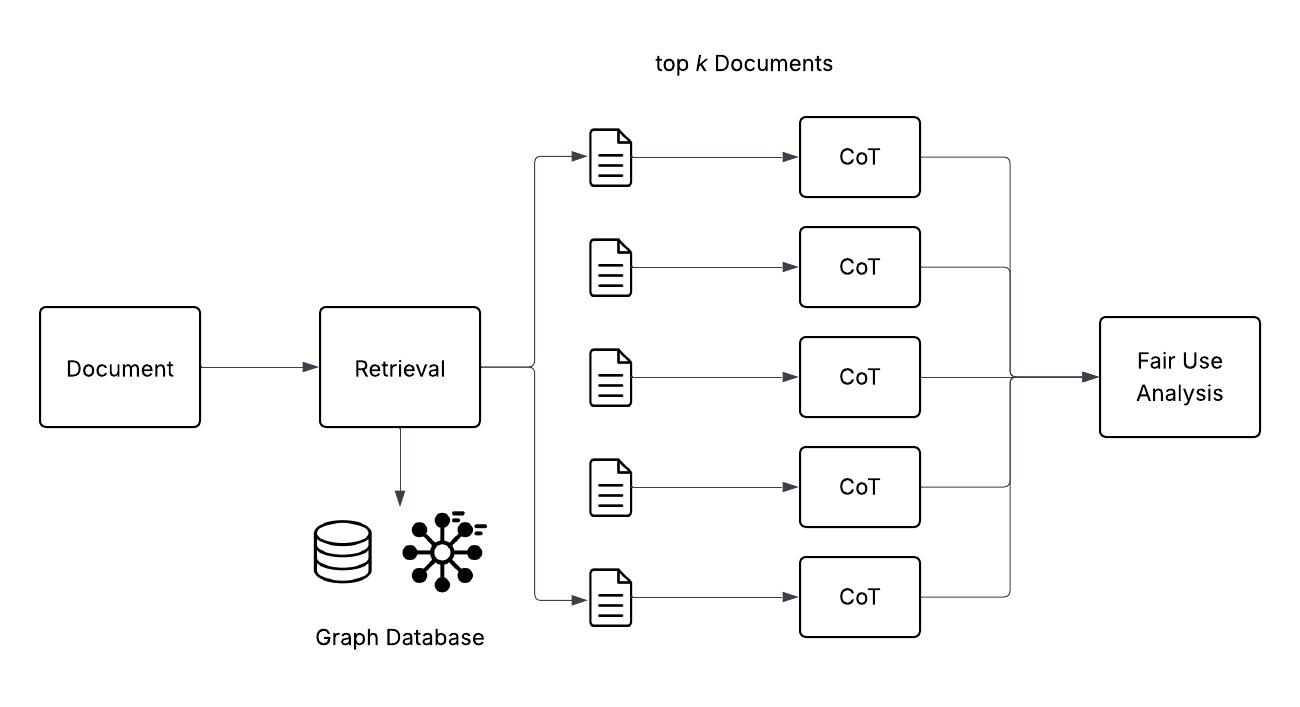 top k Documents
CoT
CoT
Document
Retrieval
CoT
Fair Use
Analysis
CoT
CoT
Graph Database